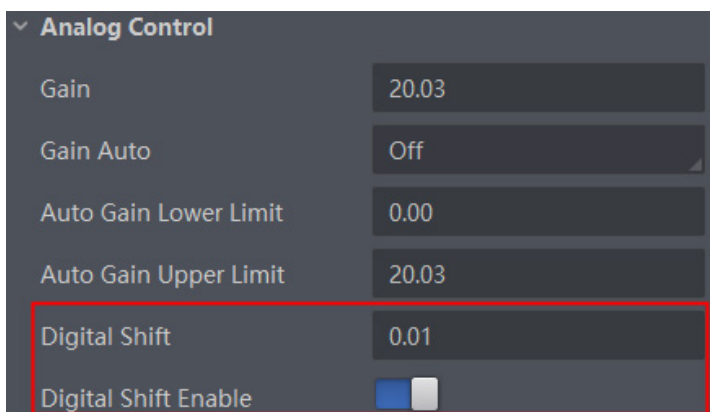 Analog Control
Gain 20.03
Gain Auto Off
Auto Gain Lower Limit 0.00
Auto Gain Upper Limit 20.03
Digital Shift 0.01
Digital Shift Enable